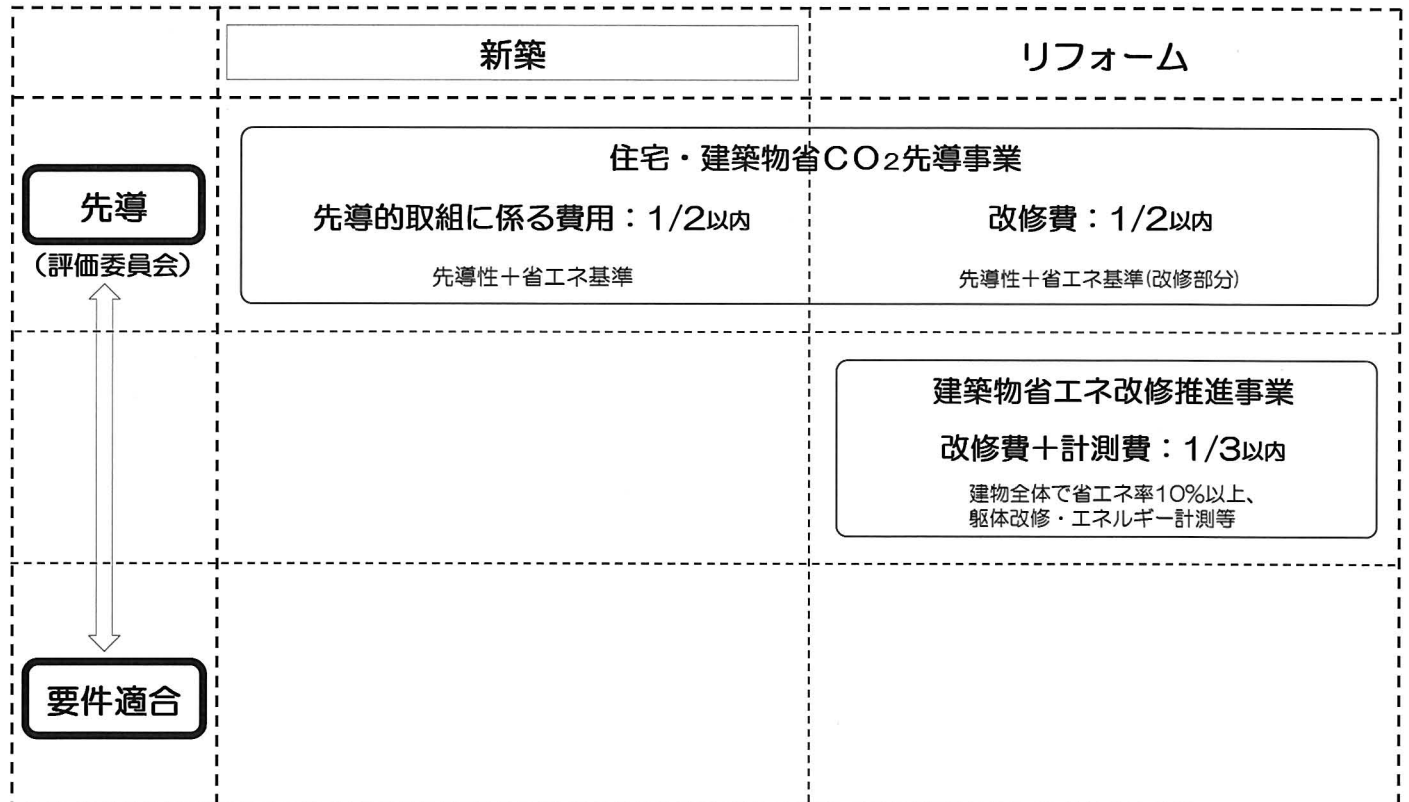 新築
リフォーム
先導
（評価委員会）
住宅・建築物省CO2先導事業
先導的取組に係る費用：1/2以内
先導性＋省エネ基準
改修費：1/2以内
先導性＋省エネ基準(改修部分)
建築物省エネ改修推進事業
改修費＋計測費：1/3以内
建物全体で省エネ率10%以上、
躯体改修・エネルギー計測等
要件適合